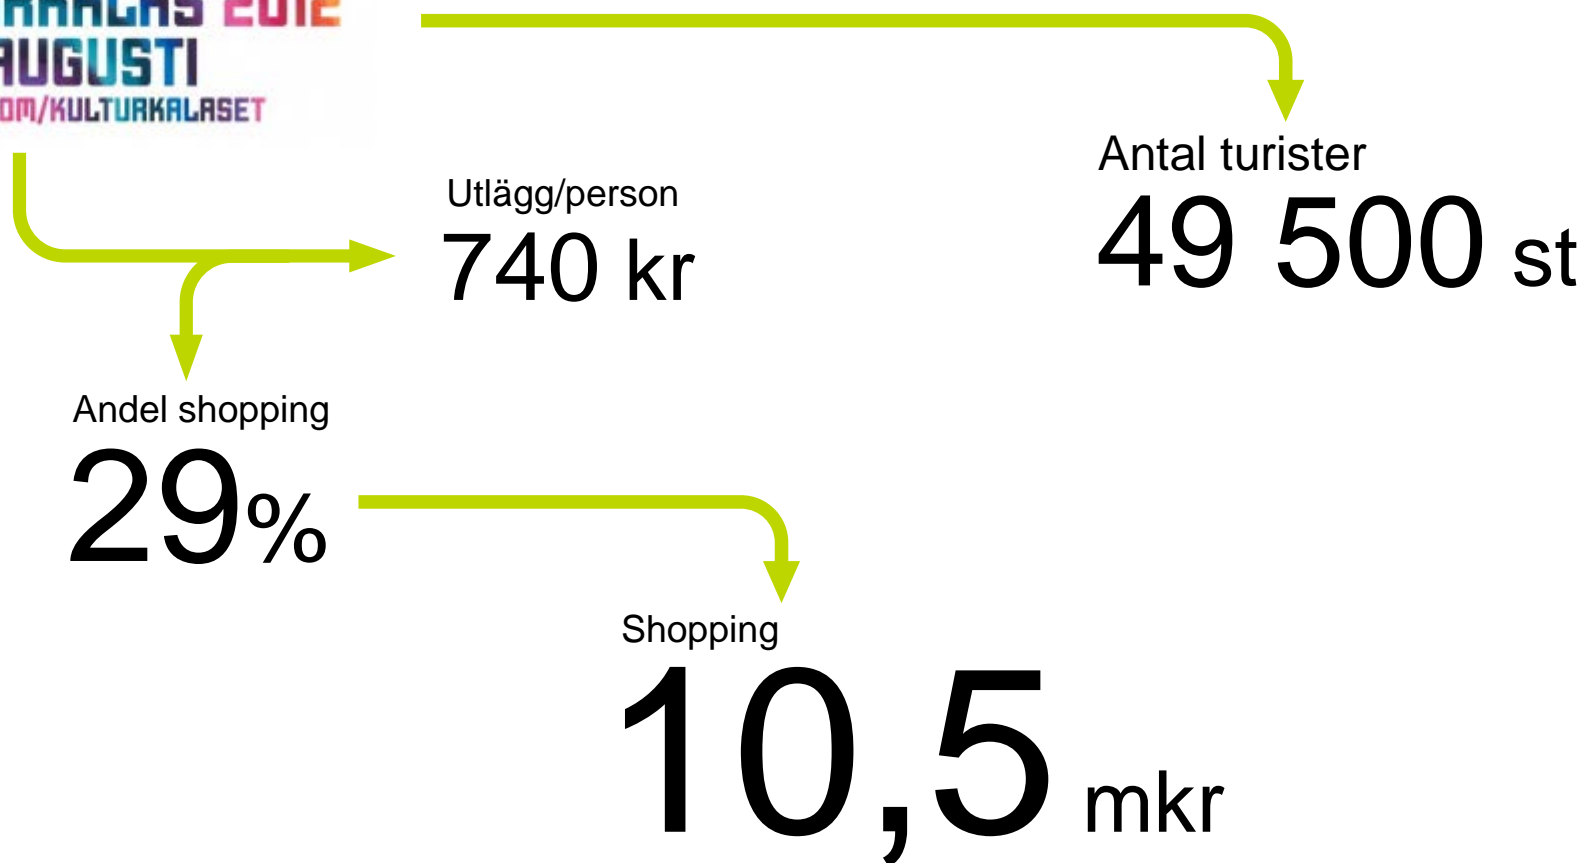 2012
AUGUSTI
OM/KULTURKALASET
Antal turister
49 500 st
Utlägg/person
740 kr
Andel shopping
29%
Shopping
10,5 mkr